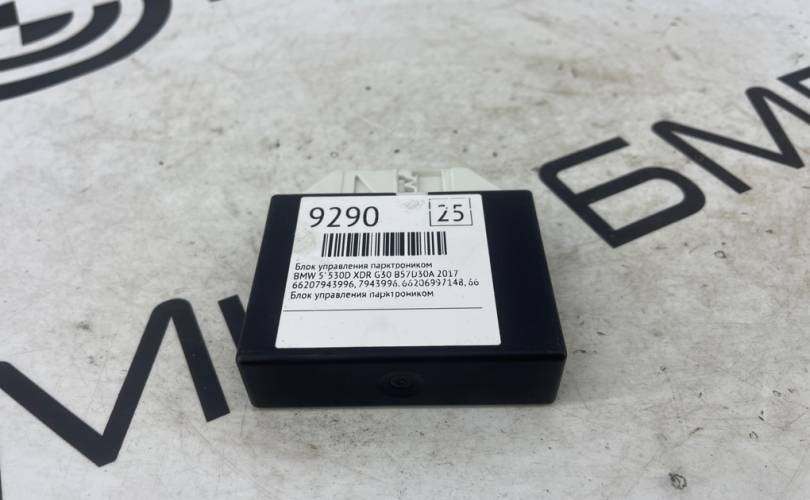 9290 25
Блок управления парктроником
BMW 5' 530D XDR G30 B57D30A 2017
66207943996, 7943996, 66206997148, 66
Блок управления парктроником